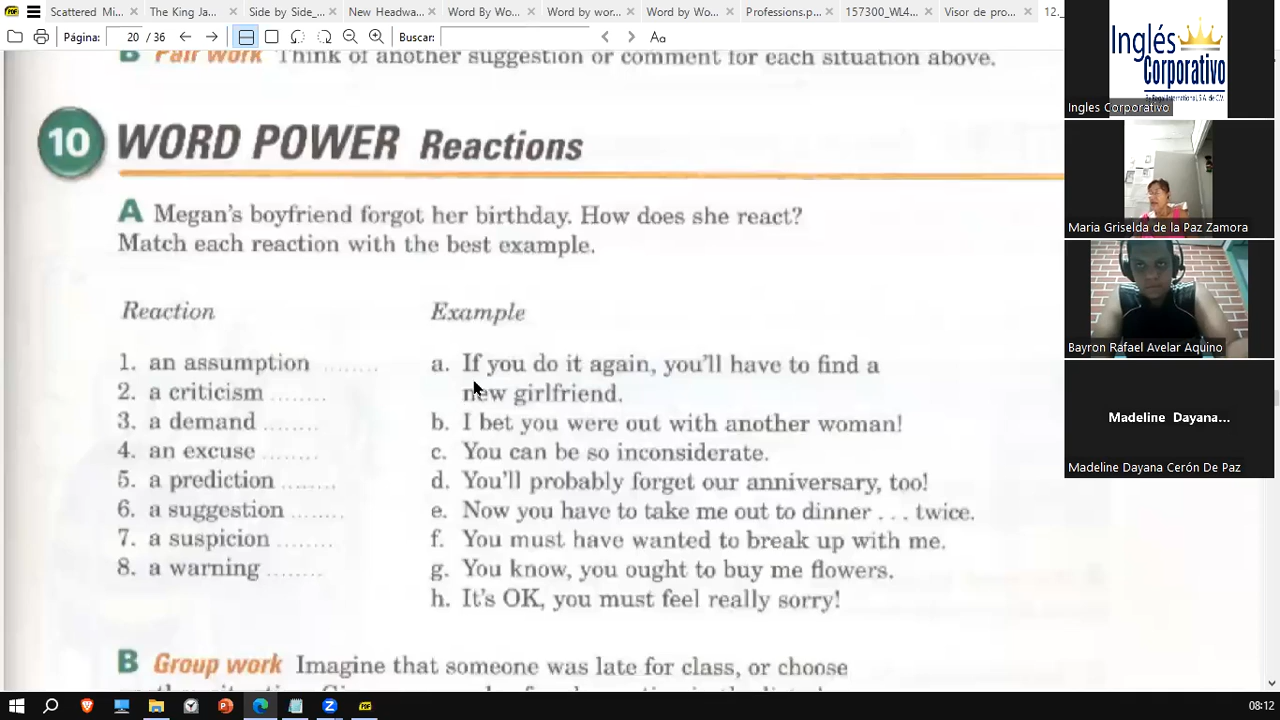 Scattered Mi...
The King Ja...
Side by Side_...
New Headwa...
Word By Wo...
Word by wor...
Word by Wo...
Professions.p...
157300_WL4...
Visor de pro...
12._
Página: 20 / 36
Buscar:
Aa
B Pair work Think of another suggestion or comment for each situation above.
10 WORD POWER Reactions
A Megan's boyfriend forgot her birthday. How does she react?
Match each reaction with the best example.
Reaction
1. an assumption ........
2. a criticism ........
3. a demand ........
4. an excuse ........
5. a prediction ........
6. a suggestion ........
7. a suspicion ........
8. a warning ........
Example
a. If you do it again, you'll have to find a
new girlfriend.
b. I bet you were out with another woman!
c. You can be so inconsiderate.
d. You'll probably forget our anniversary, too!
e. Now you have to take me out to dinner . . . twice.
f. You must have wanted to break up with me.
g. You know, you ought to buy me flowers.
h. It's OK, you must feel really sorry!
B Group work Imagine that someone was late for class, or choose
Inglés
Corporativo
Ingles Corporativo
Maria Griselda de la Paz Zamora
Bayron Rafael Avelar Aquino
Madeline Dayana...
Madeline Dayana Cerón De Paz
08:12